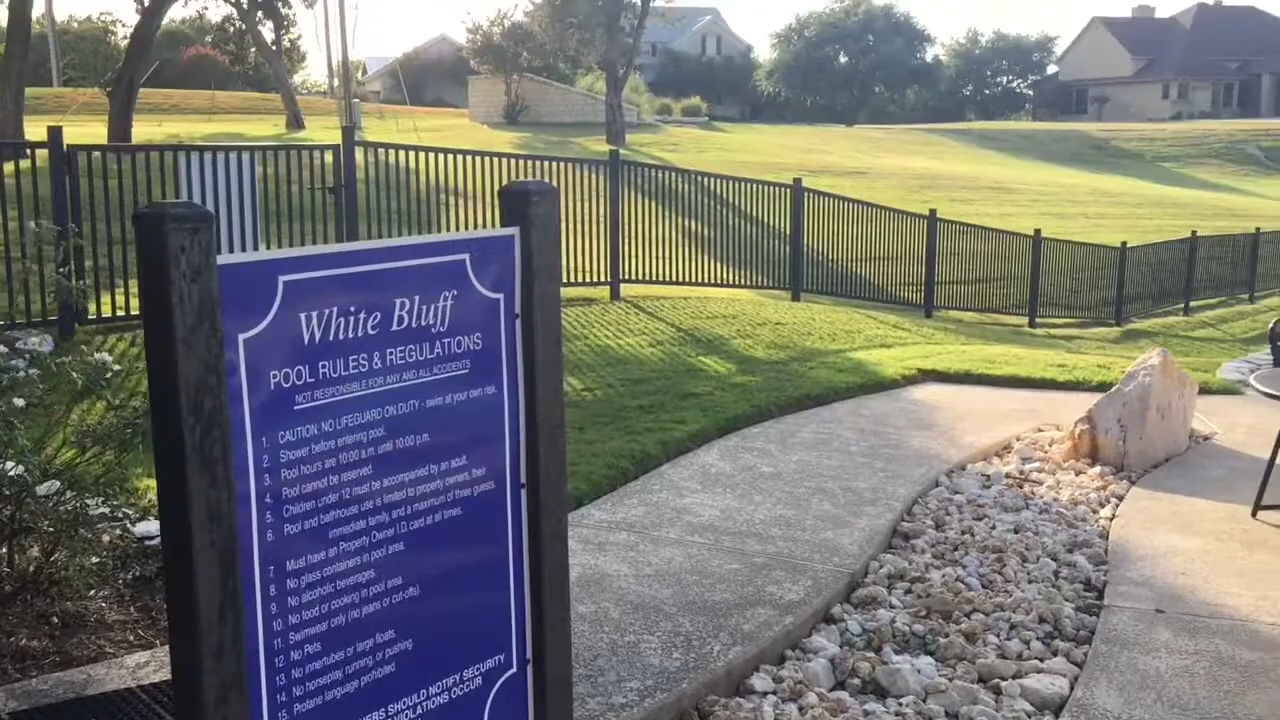 White Bluff
POOL RULES & REGULATIONS
NOT RESPONSIBLE FOR ANY AND ALL ACCIDENTS
1. CAUTION: NO LIFEGUARD ON DUTY - swim at your own risk.
2. Shower before entering pool.
3. Pool hours are 10:00 a.m. until 10:00 p.m.
4. Pool cannot be reserved.
5. Children under 12 must be accompanied by an adult.
6. Pool and bathhouse use is limited to property owners, their
immediate family, and a maximum of three guests.
7. Must have an Property Owner I.D. card at all times.
8. No glass containers in pool area.
9. No alcoholic beverages.
10. No food or cooking in pool area.
11. Swimwear only (no jeans or cut-offs).
12. No Pets.
13. No innertubes or large floats.
14. No horseplay, running, or pushing.
15. Profane language prohibited.
SHOULD NOTIFY SECURITY
VIOLATIONS OCCUR